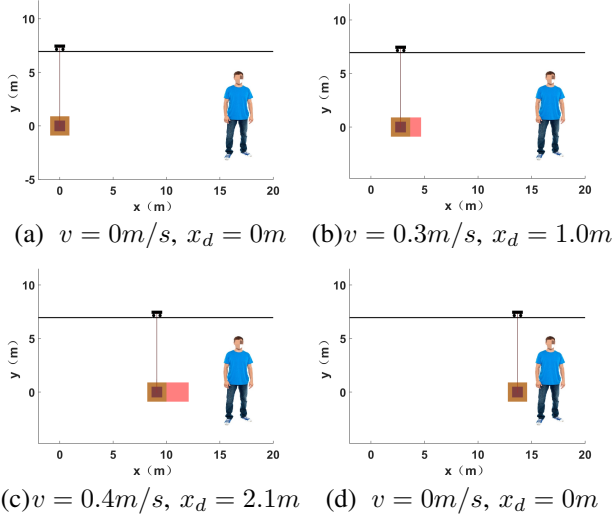 10
5
0
-5
y (m)
0 5 10 15 20
x (m)
(a) v = 0m/s, x_d = 0m
10
5
0
y (m)
0 5 10 15 20
x (m)
(b) v = 0.3m/s, x_d = 1.0m
10
5
0
y (m)
0 5 10 15 20
x (m)
(c) v = 0.4m/s, x_d = 2.1m
10
5
0
y (m)
0 5 10 15 20
x (m)
(d) v = 0m/s, x_d = 0m